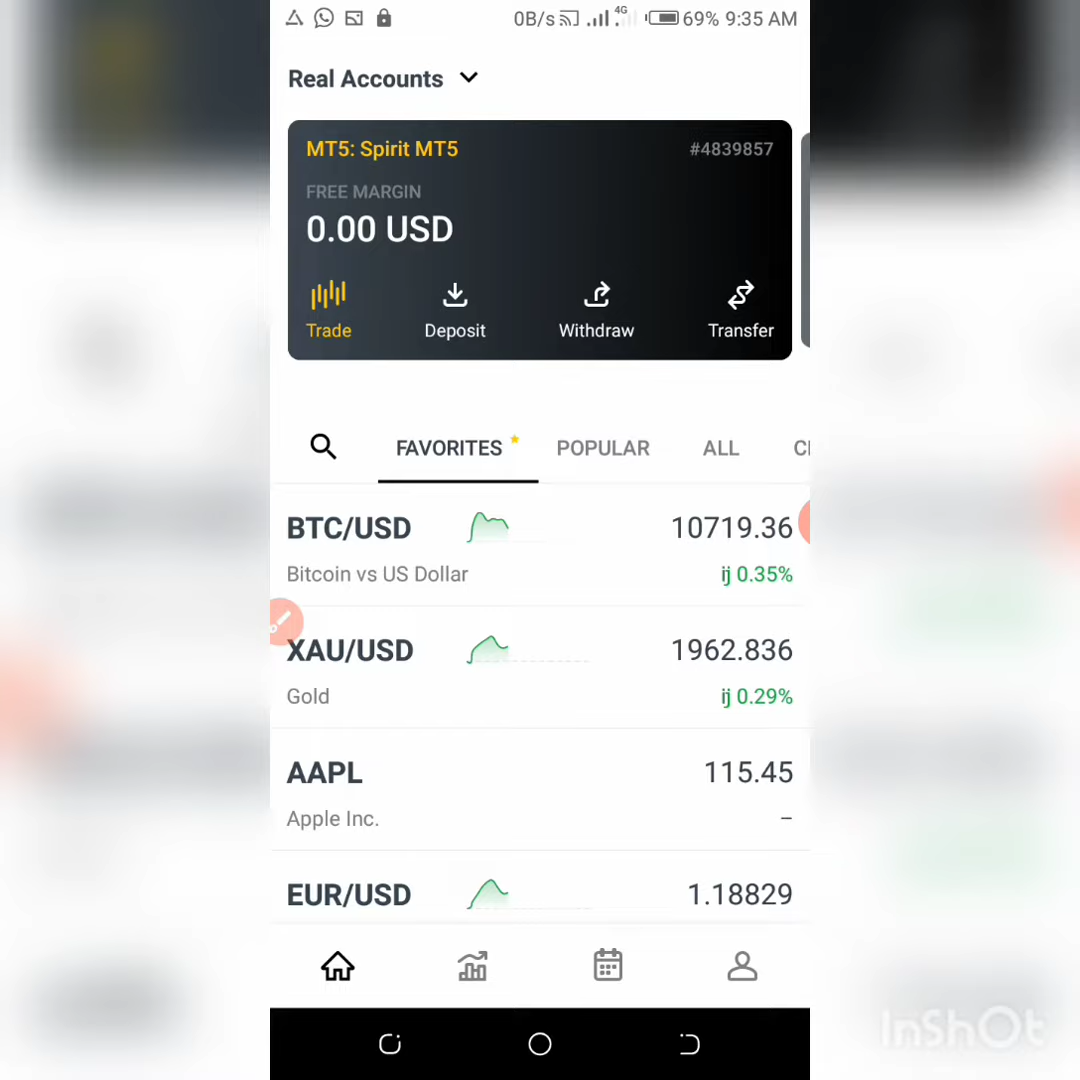 0B/s 4G 69% 9:35 AM
Real Accounts
MT5: Spirit MT5 #4839857
FREE MARGIN
0.00 USD
Trade Deposit Withdraw Transfer
FAVORITES POPULAR ALL
BTC/USD 10719.36
Bitcoin vs US Dollar ij 0.35%
XAU/USD 1962.836
Gold ij 0.29%
AAPL 115.45
Apple Inc. –
EUR/USD 1.18829
InShOt